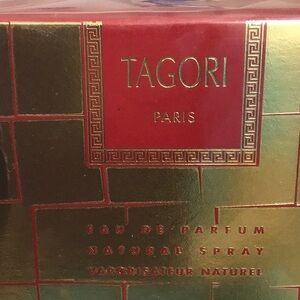 TAGORI
PARIS
EAU DE PARFUM
NATURAL SPRAY
VAPORISATEUR NATUREL